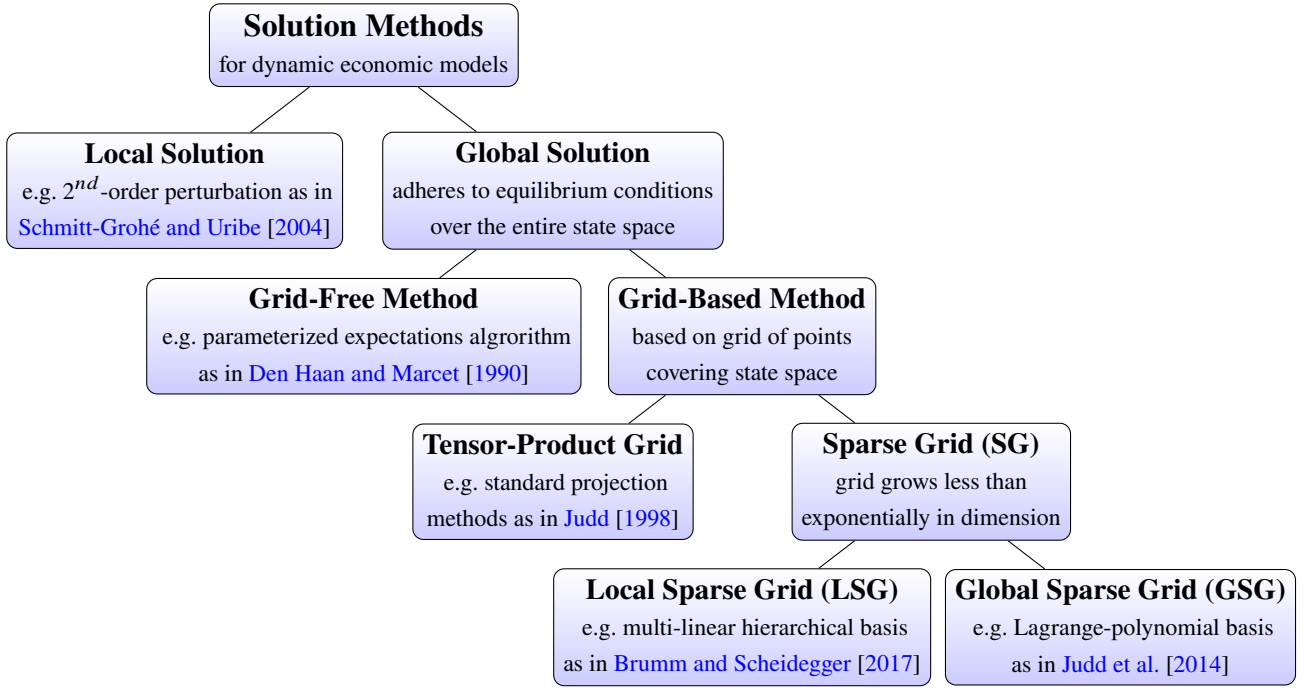 Solution Methods
for dynamic economic models
Local Solution
e.g. 2nd-order perturbation as in
Schmitt-Grohé and Uribe [2004]
Global Solution
adheres to equilibrium conditions
over the entire state space
Grid-Free Method
e.g. parameterized expectations algrorithm
as in Den Haan and Marcet [1990]
Grid-Based Method
based on grid of points
covering state space
Tensor-Product Grid
e.g. standard projection
methods as in Judd [1998]
Sparse Grid (SG)
grid grows less than
exponentially in dimension
Local Sparse Grid (LSG)
e.g. multi-linear hierarchical basis
as in Brumm and Scheidegger [2017]
Global Sparse Grid (GSG)
e.g. Lagrange-polynomial basis
as in Judd et al. [2014]